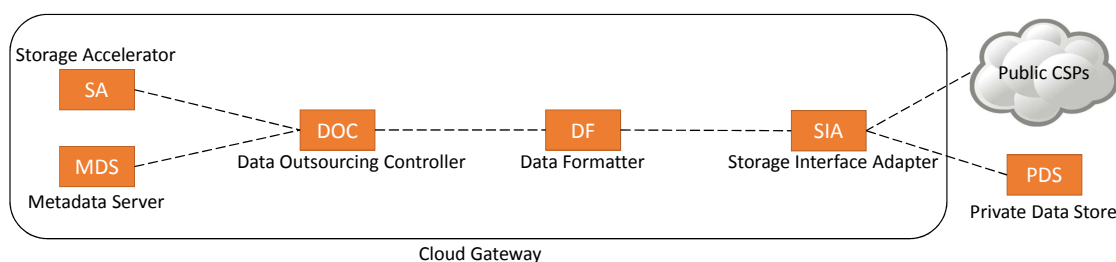 Storage Accelerator
SA
MDS
Metadata Server
DOC
Data Outsourcing Controller
DF
Data Formatter
SIA
Storage Interface Adapter
Public CSPs
PDS
Private Data Store
Cloud Gateway